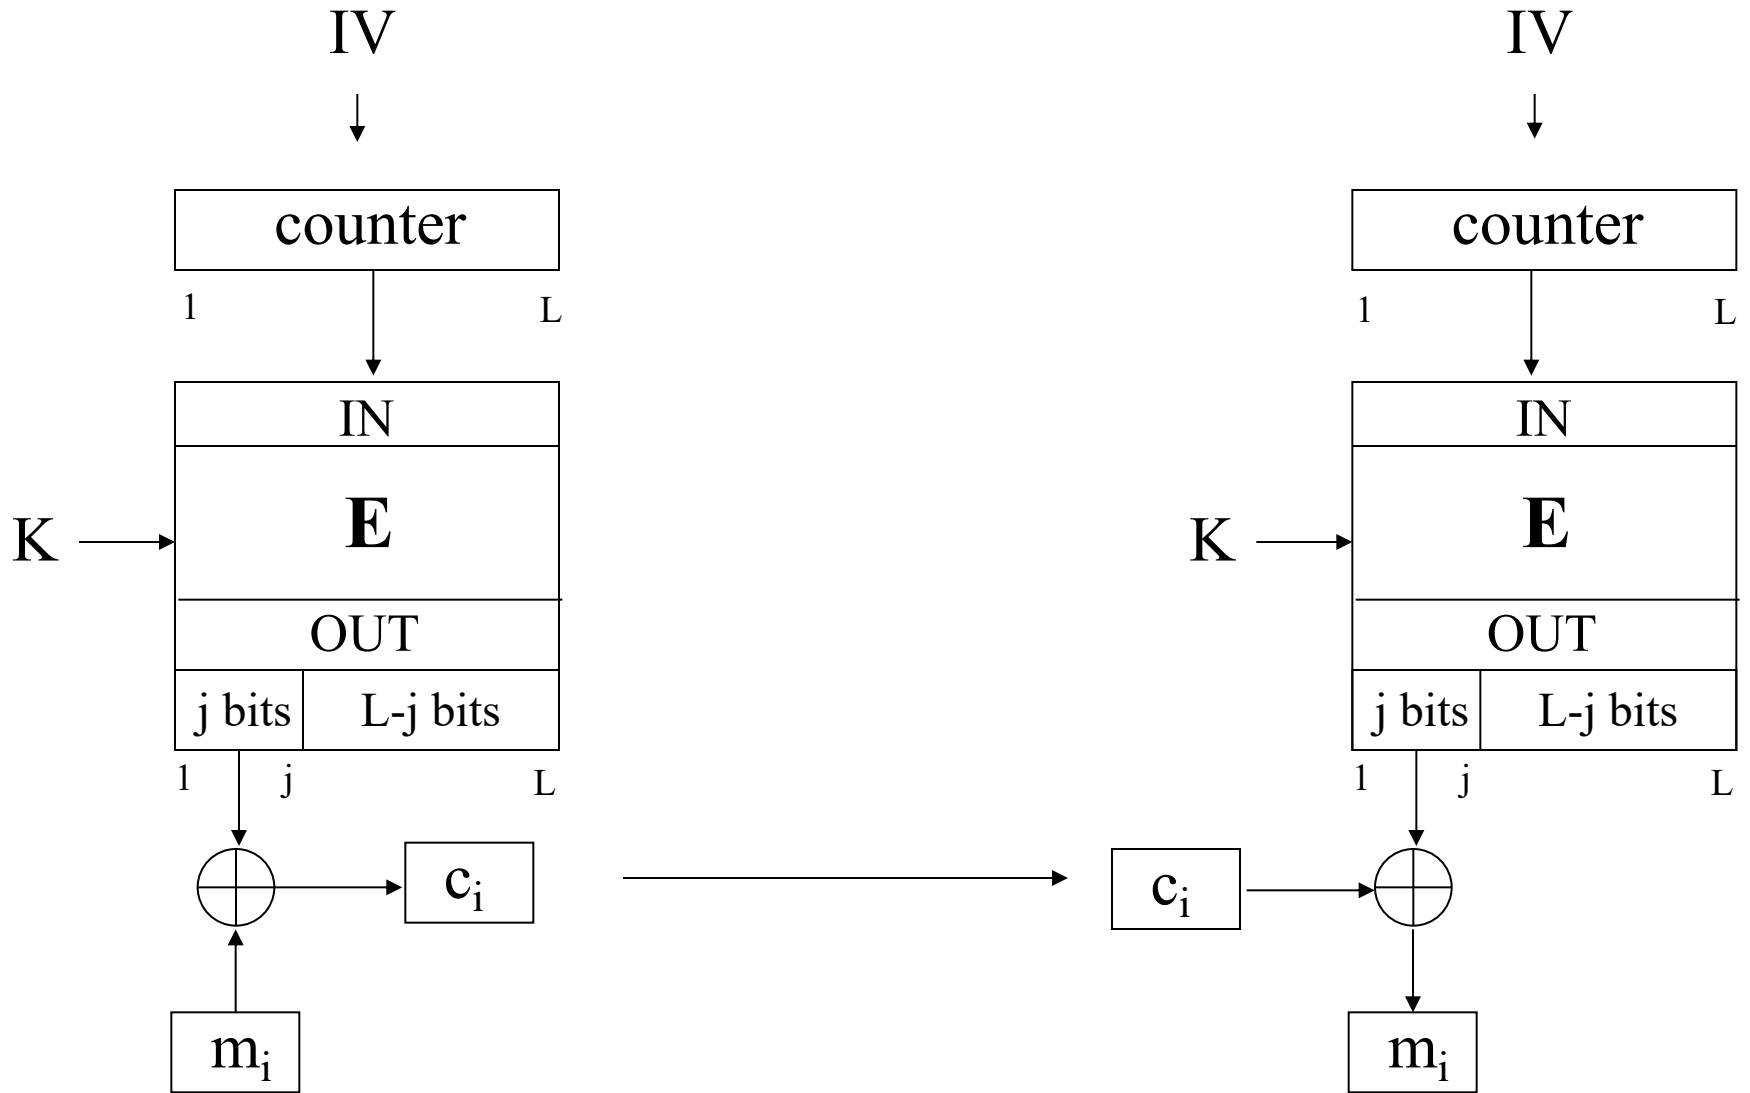 IV IV
counter counter
1 L 1 L
IN IN
K E K E
OUT OUT
j bits L-j bits j bits L-j bits
1 j L 1 j L
cᵢ cᵢ
mᵢ mᵢ